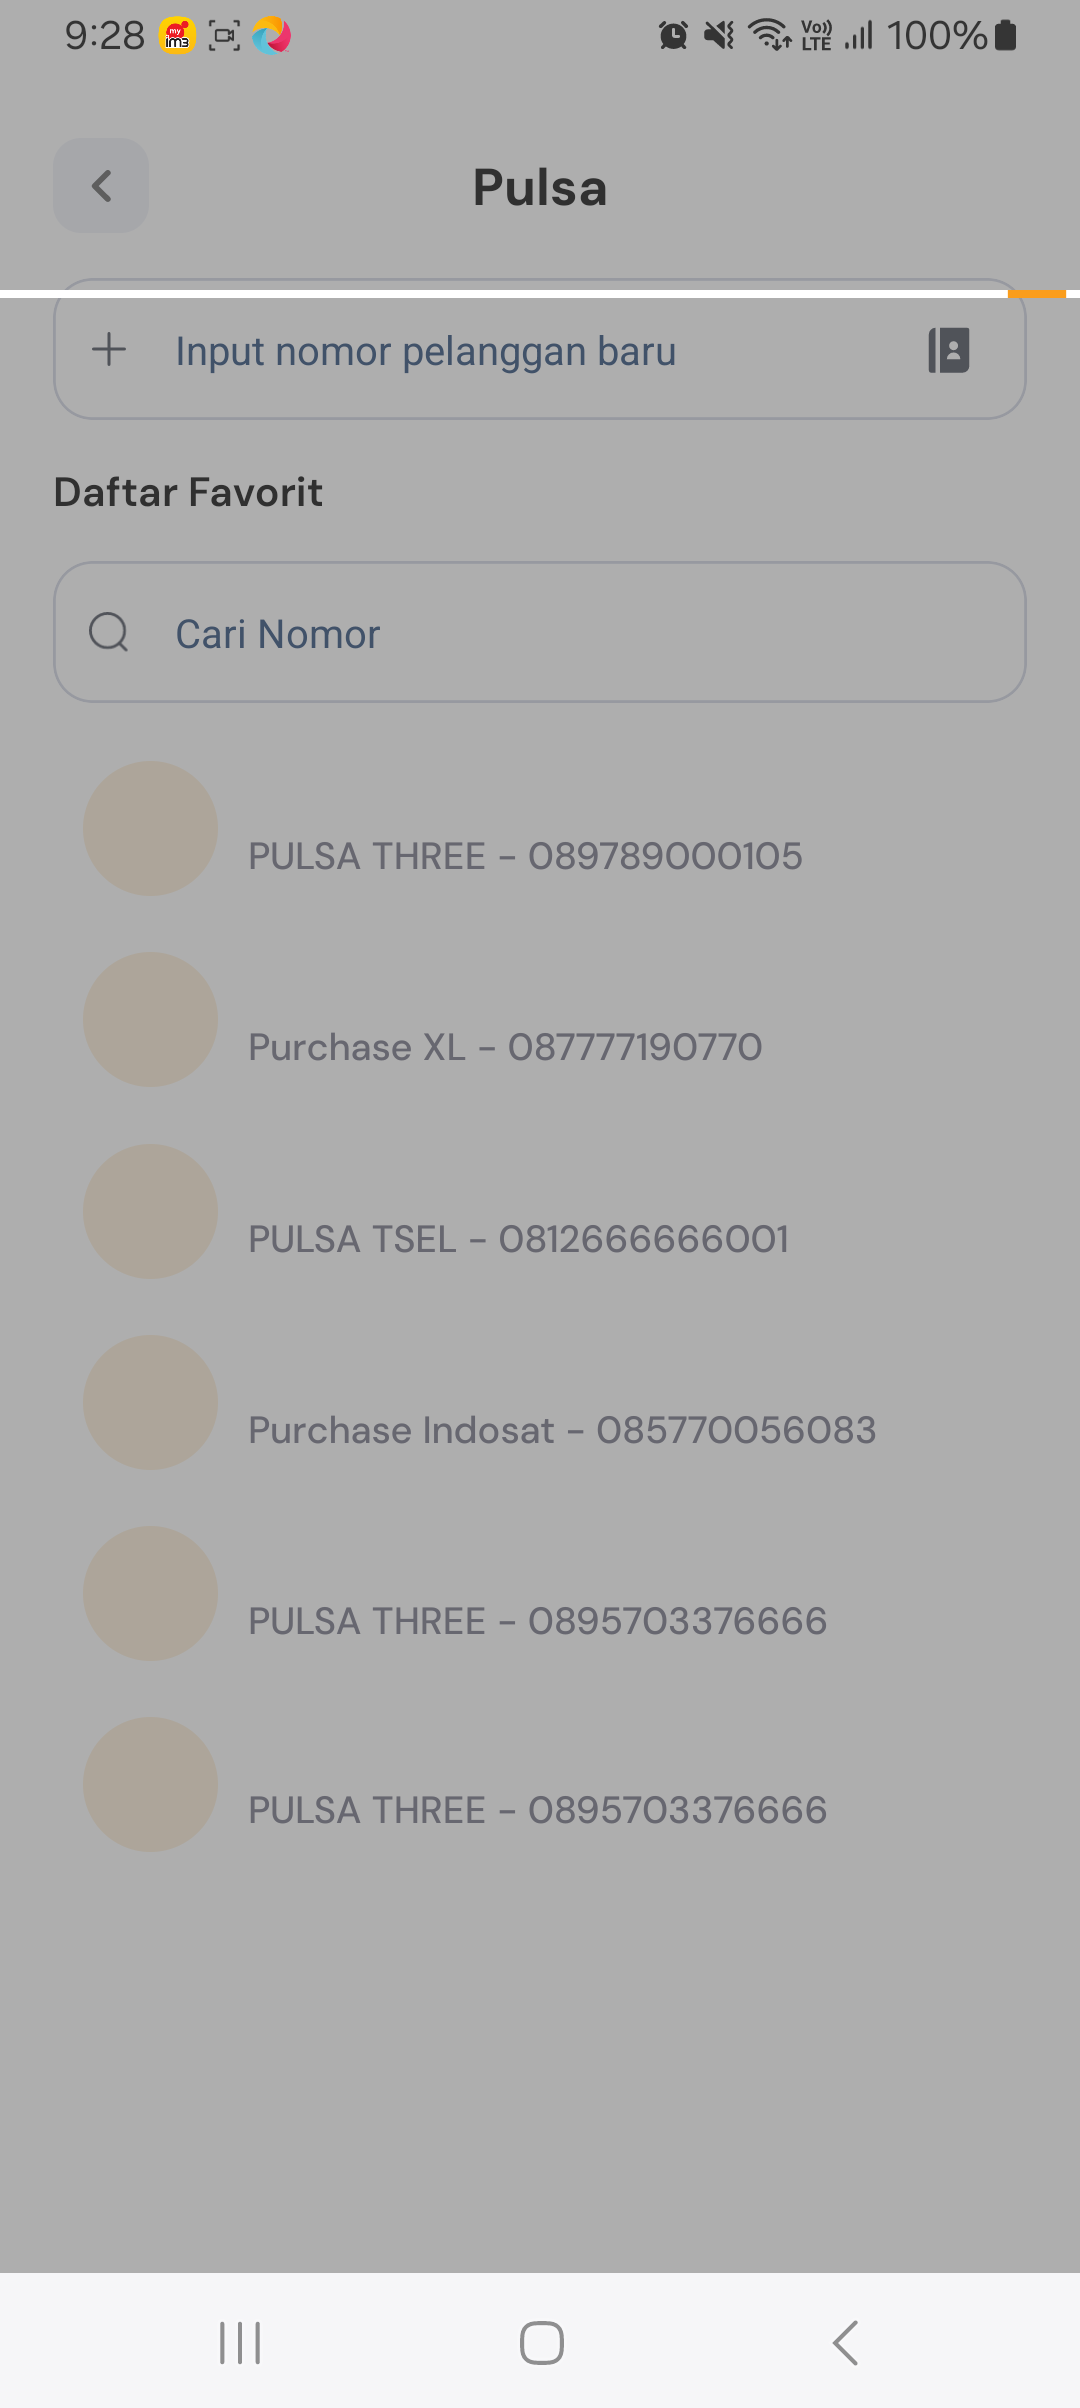 9:28
my
im3
Vo))
LTE
100%
Pulsa
Input nomor pelanggan baru
Daftar Favorit
Cari Nomor
PULSA THREE - 089789000105
Purchase XL - 087777190770
PULSA TSEL - 0812666666001
Purchase Indosat - 085770056083
PULSA THREE - 0895703376666
PULSA THREE - 0895703376666